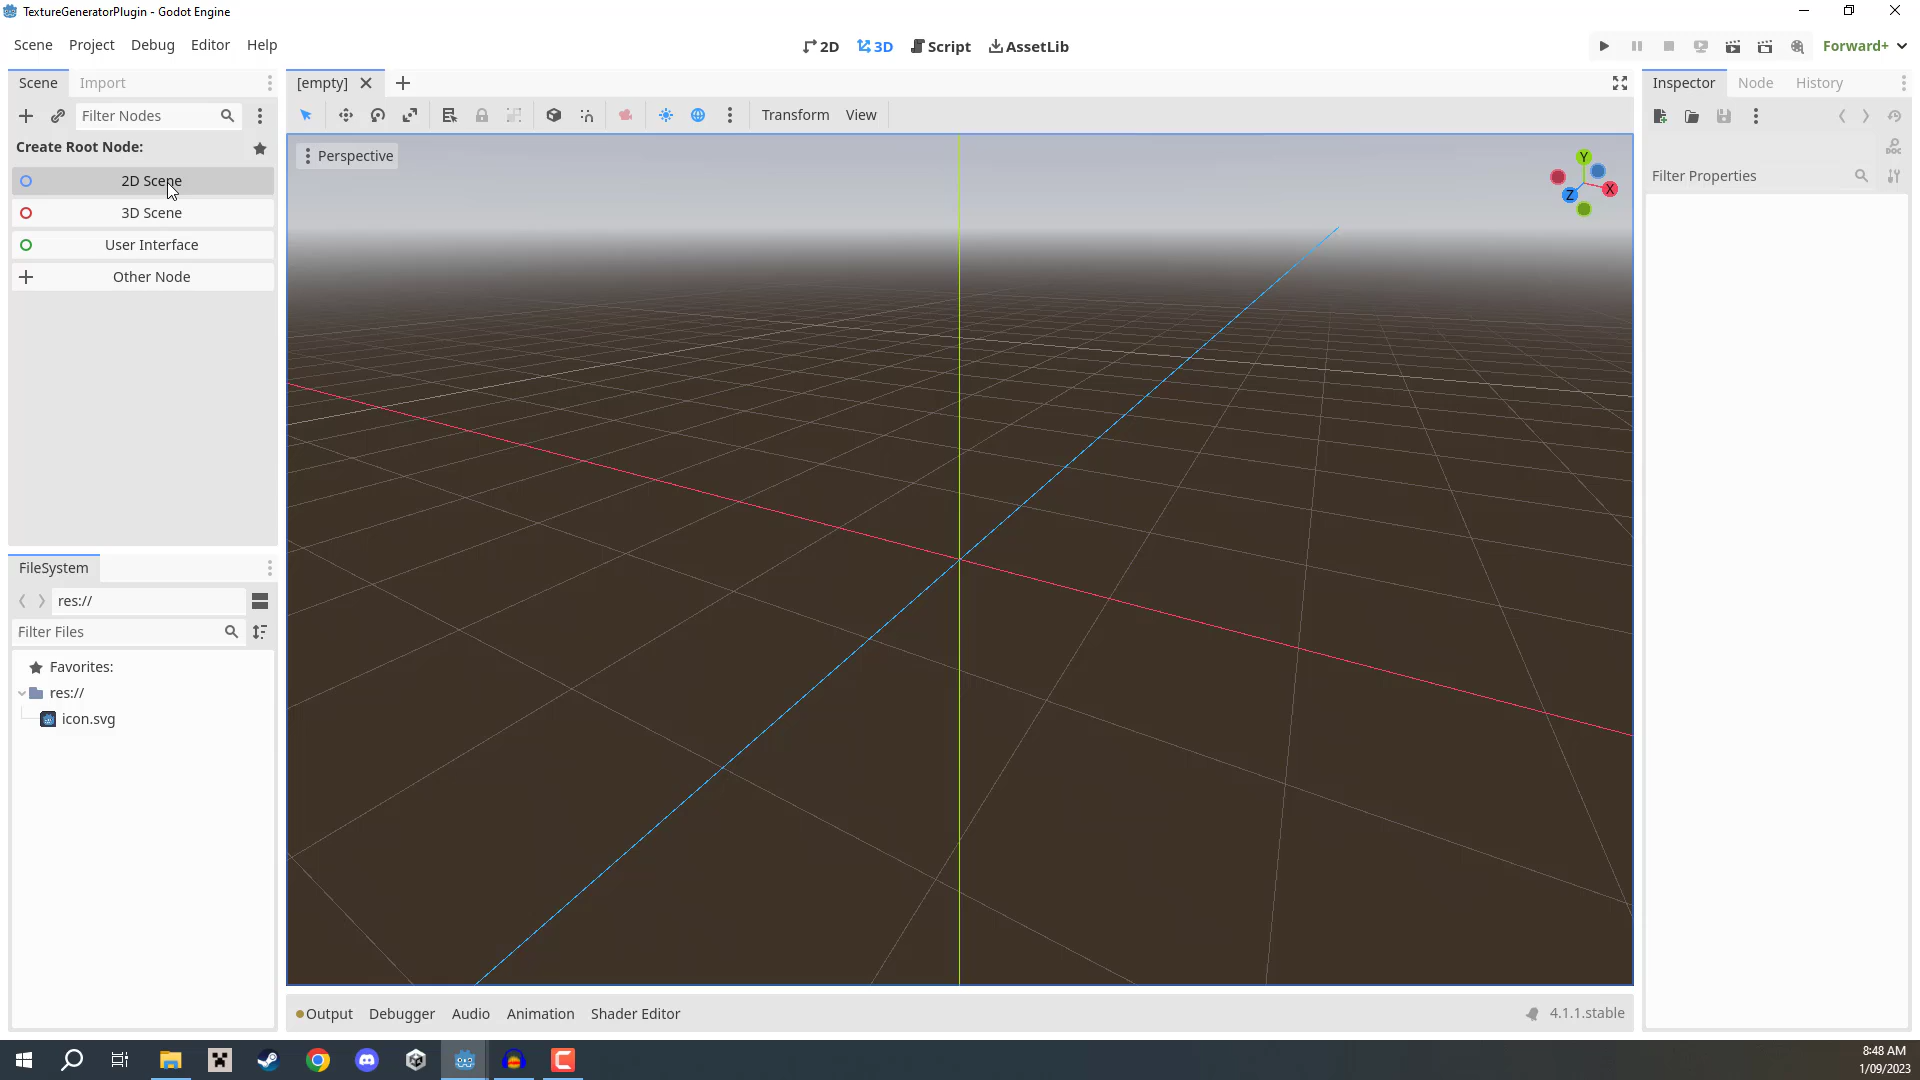 TextureGeneratorPlugin - Godot Engine
Scene Project Debug Editor Help
2D 3D Script AssetLib
Forward+
Scene Import
[empty]
Inspector Node History
Filter Nodes
Transform View
Create Root Node:
2D Scene
3D Scene
User Interface
Other Node
Perspective
Y
X
Z
Filter Properties
FileSystem
res://
Filter Files
Favorites:
res://
icon.svg
Output Debugger Audio Animation Shader Editor
4.1.1.stable
8:48 AM
1/09/2023